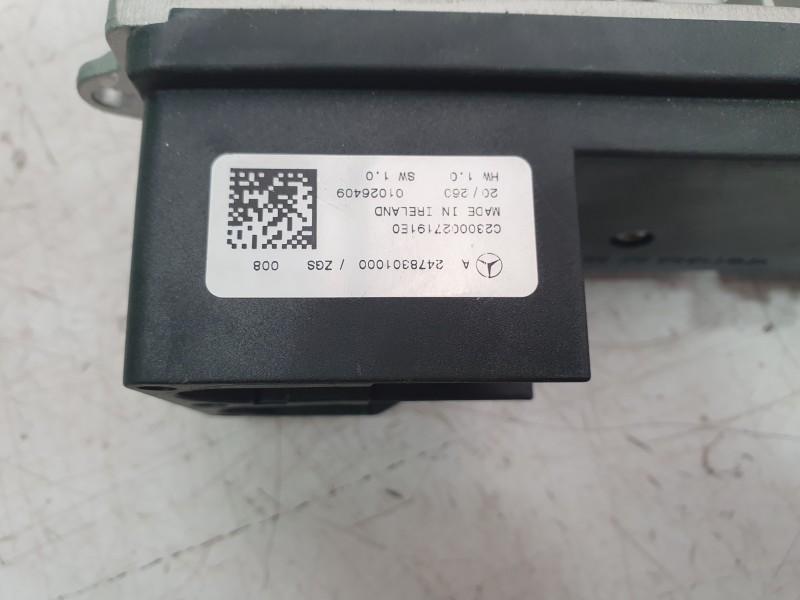 A 2478301000 / ZGS 008
C2300027191E0
MADE IN IRELAND
20/260 01026409
HW 1.0 SW 1.0